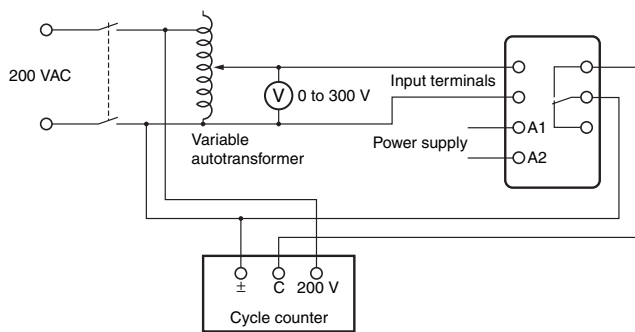 200 VAC
V
0 to 300 V
Input terminals
Variable
autotransformer
A1
Power supply
A2
± C 200 V
Cycle counter